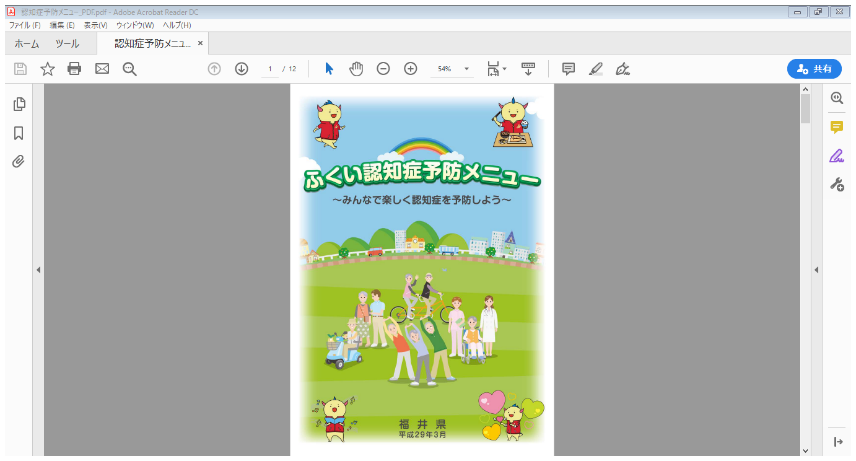 認知症予防メニュー_PDF.pdf - Adobe Acrobat Reader DC
ファイル(F) 編集(E) 表示(V) ウィンドウ(W) ヘルプ(H)
ホーム ツール 認知症予防メニュ... ×
1 / 12 54% 共有
ふくい認知症予防メニュー
～みんなで楽しく認知症を予防しよう～
福井県
平成29年3月